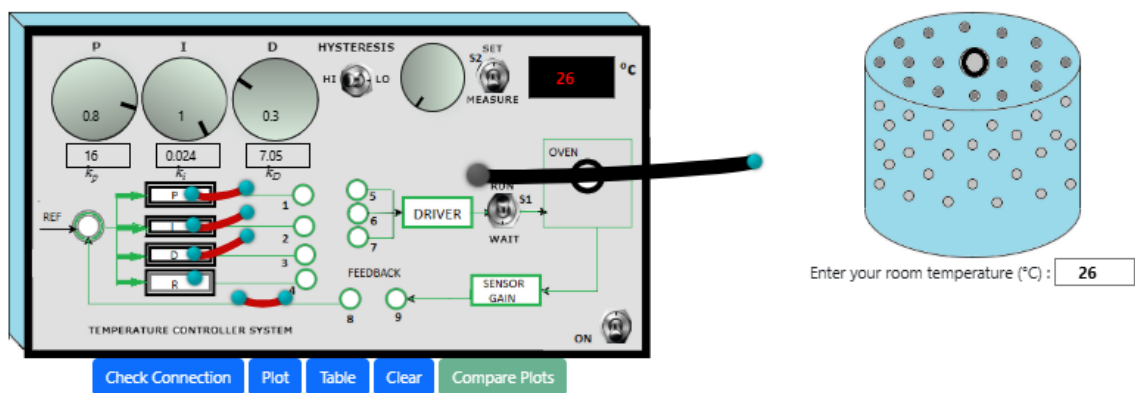 P I D HYSTERESIS SET
S2
HI LO
26 °C
MEASURE
0.8 1 0.3
16 0.024 7.05
kp ki kD
OVEN
P 1 5 RUN
REF I 2 6 DRIVER S1
A
D 3 7 WAIT
R 4 FEEDBACK SENSOR
GAIN
8 9
TEMPERATURE CONTROLLER SYSTEM ON
Check Connection Plot Table Clear Compare Plots
Enter your room temperature (°C) : 26